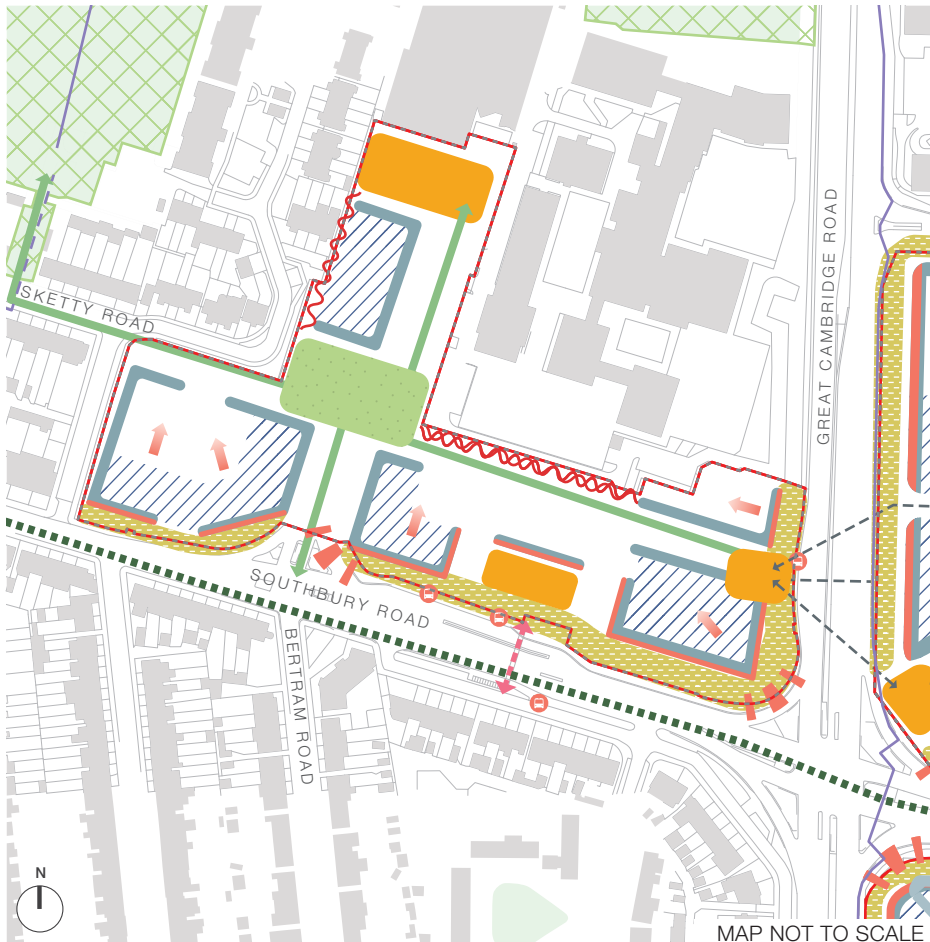 SKETTY ROAD
GREAT CAMBRIDGE ROAD
SOUTHBURY ROAD
BERTRAM ROAD
N
MAP NOT TO SCALE